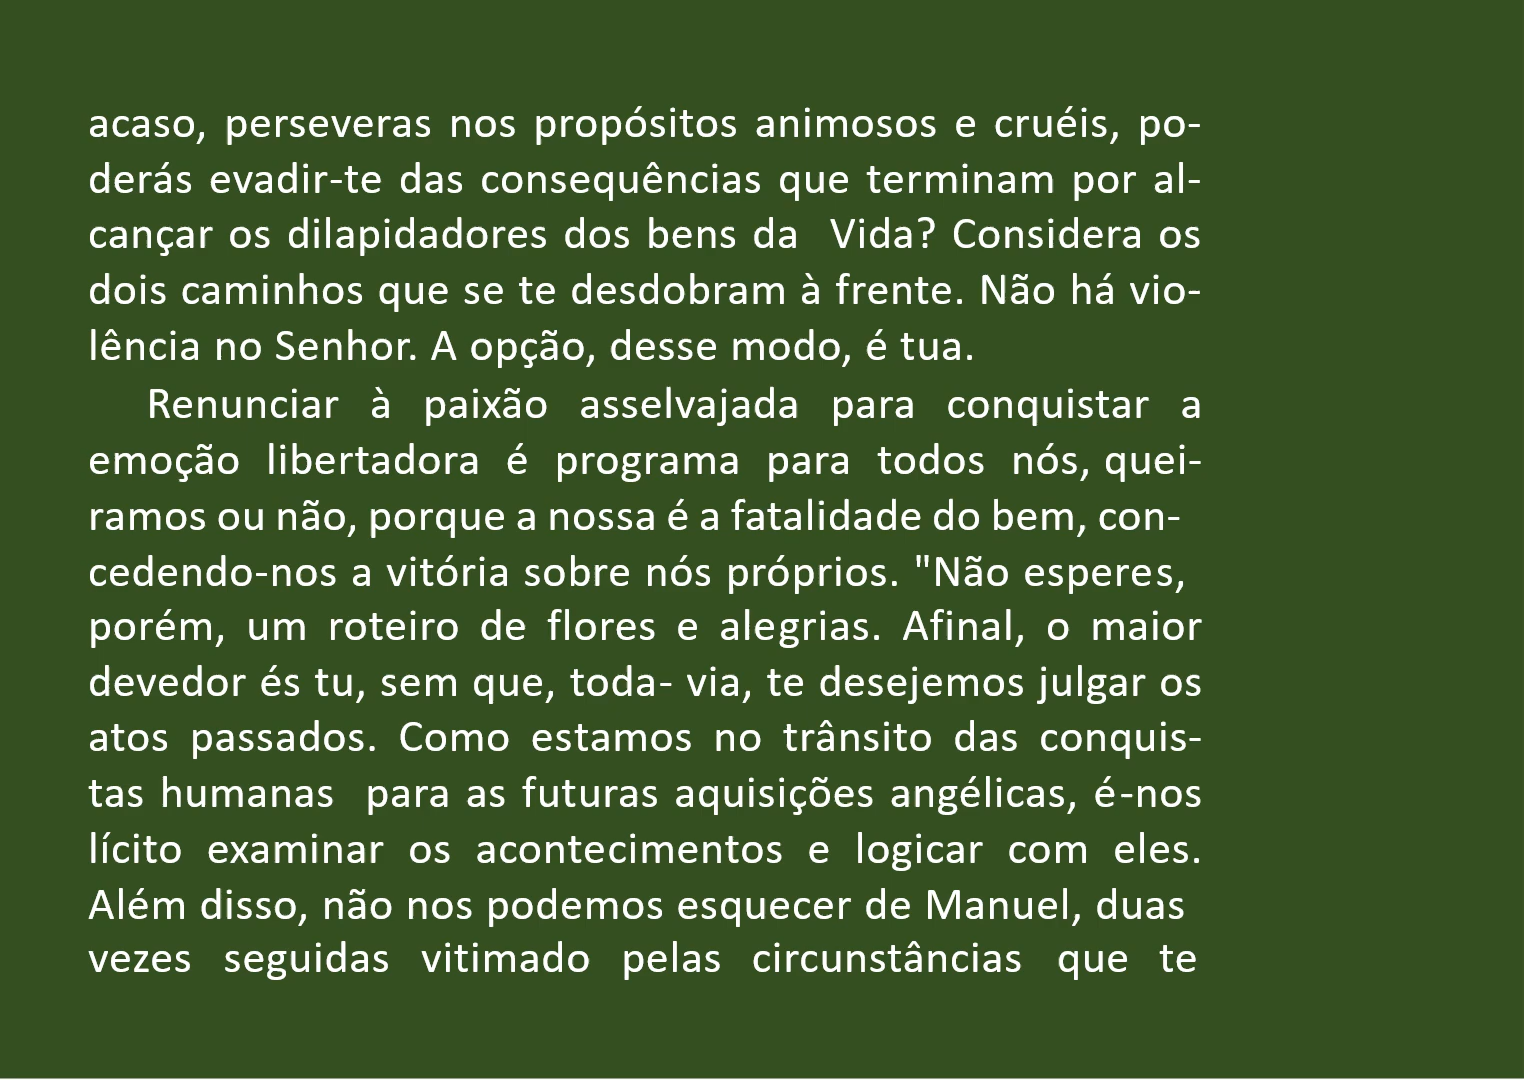 acaso, perseveras nos propósitos animosos e cruéis, po-
derás evadir-te das consequências que terminam por al-
cançar os dilapidadores dos bens da  Vida? Considera os
dois caminhos que se te desdobram à frente. Não há vio-
lência no Senhor. A opção, desse modo, é tua.
Renunciar à paixão asselvajada para conquistar a
emoção libertadora é programa para todos nós, quei-
ramos ou não, porque a nossa é a fatalidade do bem, con-
cedendo-nos a vitória sobre nós próprios. "Não esperes,
porém, um roteiro de flores e alegrias. Afinal, o maior
devedor és tu, sem que, toda- via, te desejemos julgar os
atos passados. Como estamos no trânsito das conquis-
tas humanas  para as futuras aquisições angélicas, é-nos
lícito examinar os acontecimentos e logicar com eles.
Além disso, não nos podemos esquecer de Manuel, duas
vezes seguidas vitimado pelas circunstâncias que te